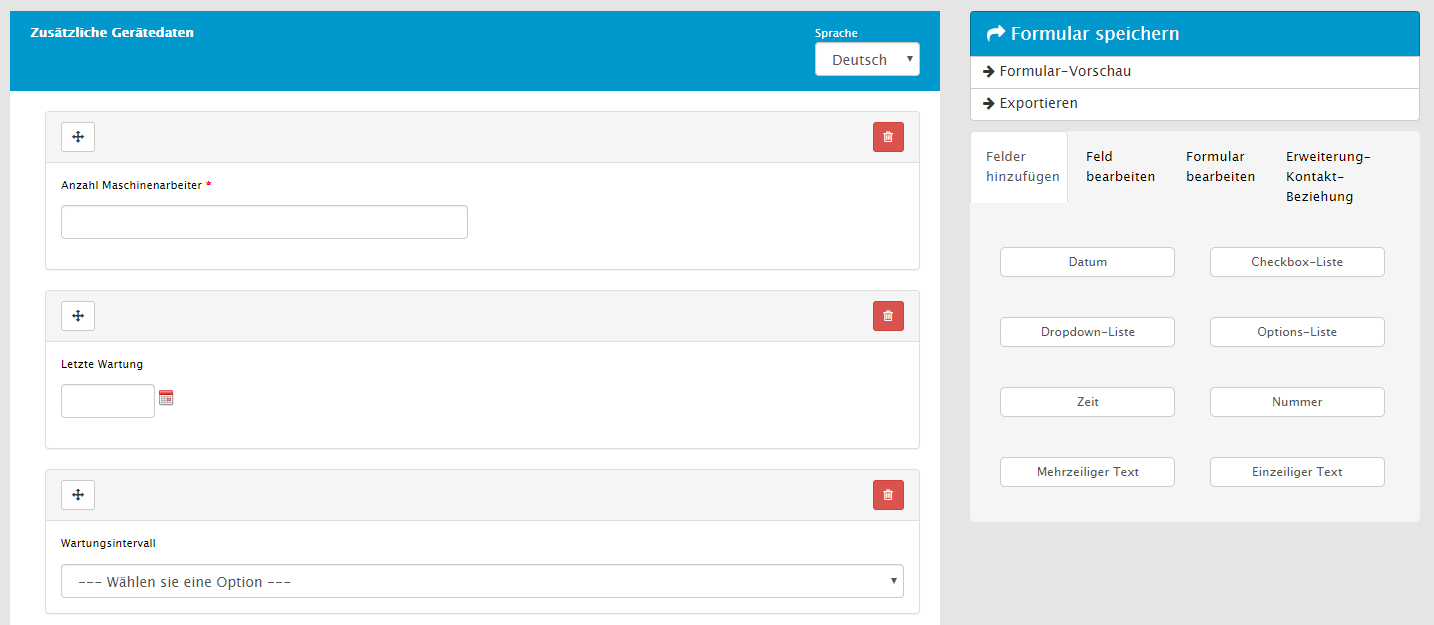 Zusätzliche Gerätedaten
Sprache
Deutsch
Anzahl Maschinenarbeiter *
Letzte Wartung
Wartungsintervall
--- Wählen sie eine Option ---
Formular speichern
Formular-Vorschau
Exportieren
Felder
hinzufügen
Feld
bearbeiten
Formular
bearbeiten
Erweiterung-
Kontakt-
Beziehung
Datum
Checkbox-Liste
Dropdown-Liste
Options-Liste
Zeit
Nummer
Mehrzeiliger Text
Einzeiliger Text